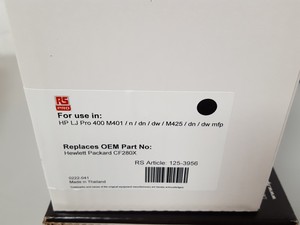 RS
PRO
For use in:
HP LJ Pro 400 M401 / n / dn / dw / M425 / dn / dw mfp
Replaces OEM Part No:
Hewlett Packard CF280X
RS Article: 125-3956
Made in Thailand